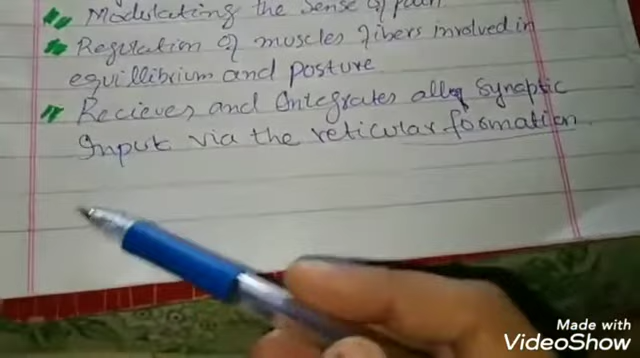 Modulating the sense of pain
Regulation of muscles fibers involved in
equillibrium and posture
Recieves and integrates all synaptic
Input via the reticular formation
Made with
VideoShow